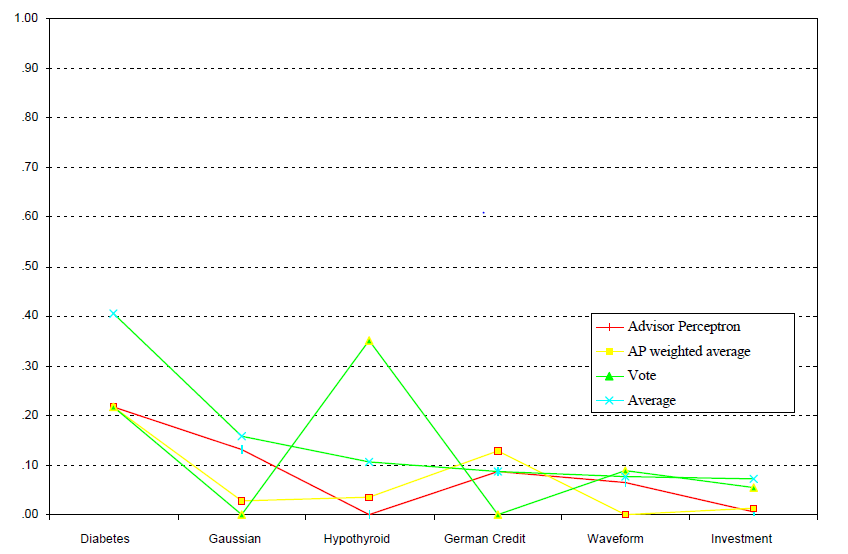 1.00
.90
.80
.70
.60
.50
.40
.30
.20
.10
.00
Advisor Perceptron
AP weighted average
Vote
Average
Diabetes Gaussian Hypothyroid German Credit Waveform Investment